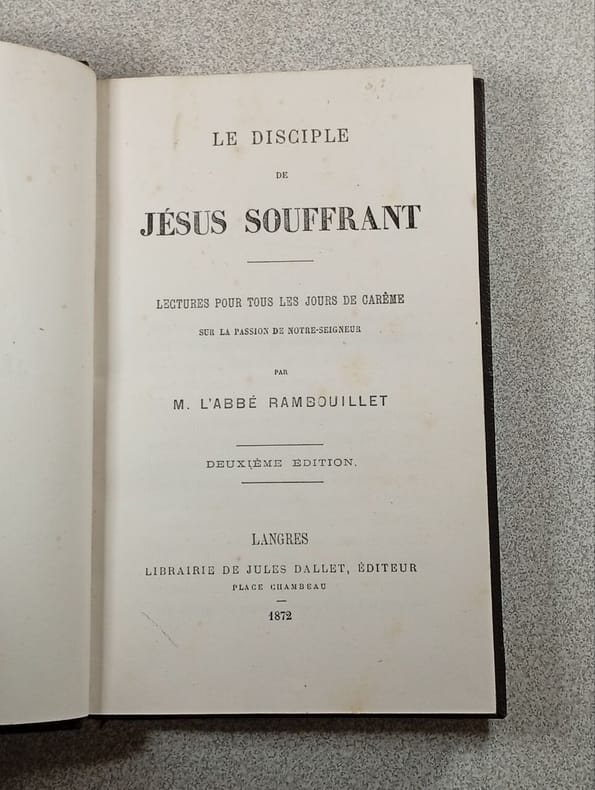 LE DISCIPLE
DE
JÉSUS SOUFFRANT
LECTURES POUR TOUS LES JOURS DE CARÊME
SUR LA PASSION DE NOTRE-SEIGNEUR
PAR
M. L'ABBÉ RAMBOUILLET
DEUXIÈME ÉDITION.
LANGRES
LIBRAIRIE DE JULES DALLET, ÉDITEUR
PLACE CHAMBEAU
1872